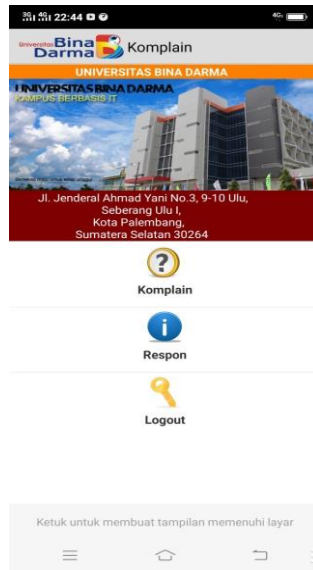 22:44
4G
Universitas Bina Darma Komplain
UNIVERSITAS BINA DARMA
UNIVERSITAS BINA DARMA
KAMPUS BERBASIS IT
Jl. Jenderal Ahmad Yani No.3, 9-10 Ulu,
Seberang Ulu I,
Kota Palembang,
Sumatera Selatan 30264
Komplain
Respon
Logout
Ketuk untuk membuat tampilan memenuhi layar